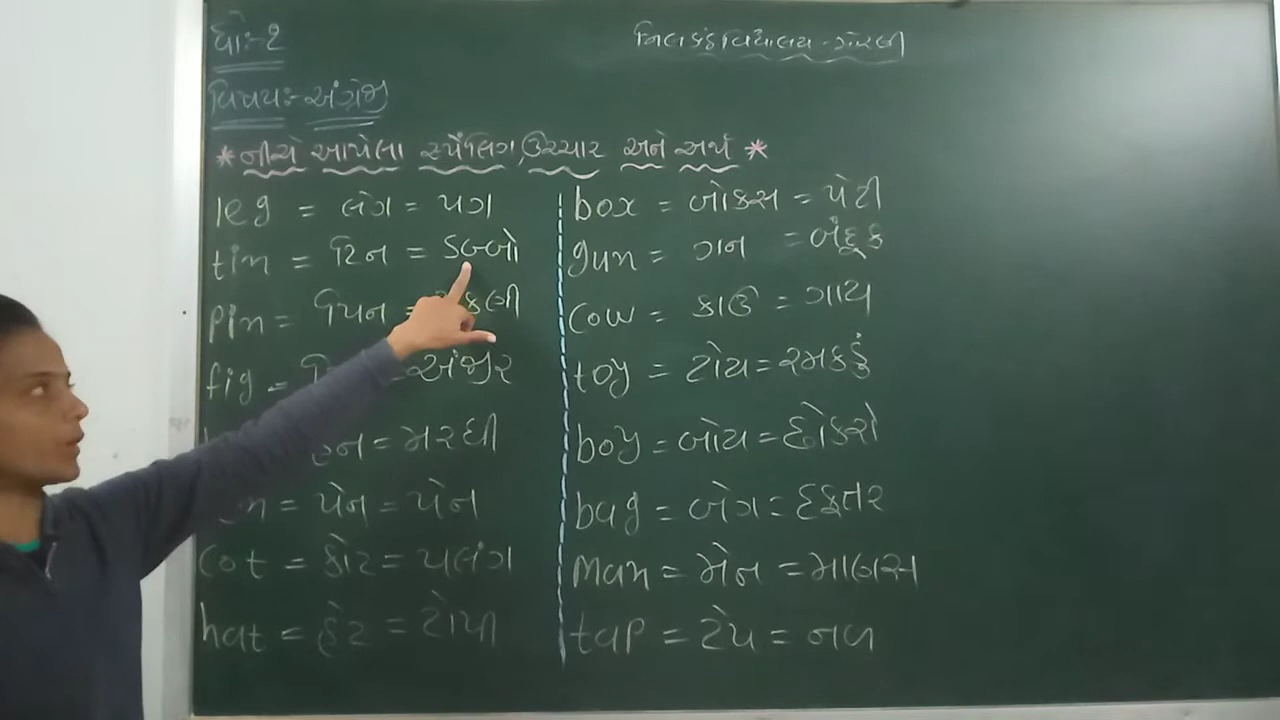 ધોઃ-૨
વિષયઃ-અંગ્રેજી
નિલકંઠ વિદ્યાલય
*નીચે આપેલા સ્પેલિંગ,ઉચ્ચાર અને અર્થ*
leg = લેગ = પગ
tin = ટિન = ડબ્બો
pin = પિન =
fig = = અંજીર
= મરઘી
= પેન = પેન
cot = કોટ = પલંગ
hat = હેટ = ટોપી
box = બોક્સ = પેટી
gun = ગન = બંદૂક
cow = કાઉ = ગાય
toy = ટોય = રમકડું
boy = બોય = છોકરો
bag = બેગ = દફતર
man = મેન = માણસ
tap = ટેપ = નળ